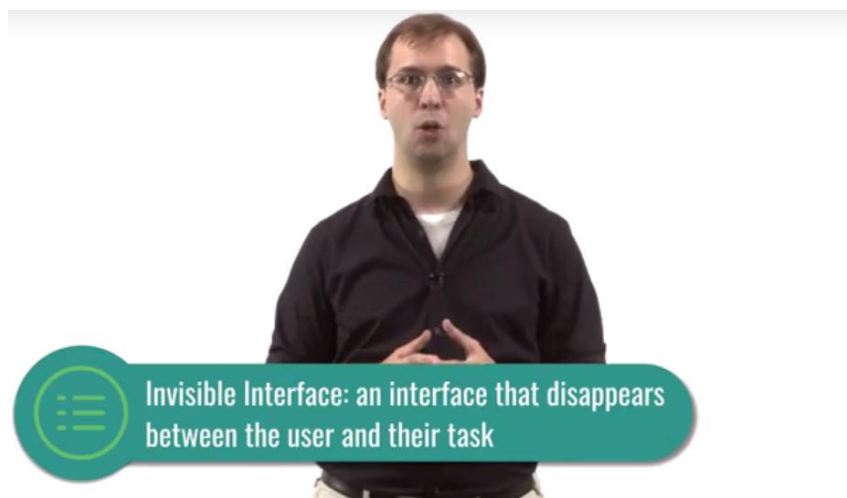 Invisible Interface: an interface that disappears
between the user and their task